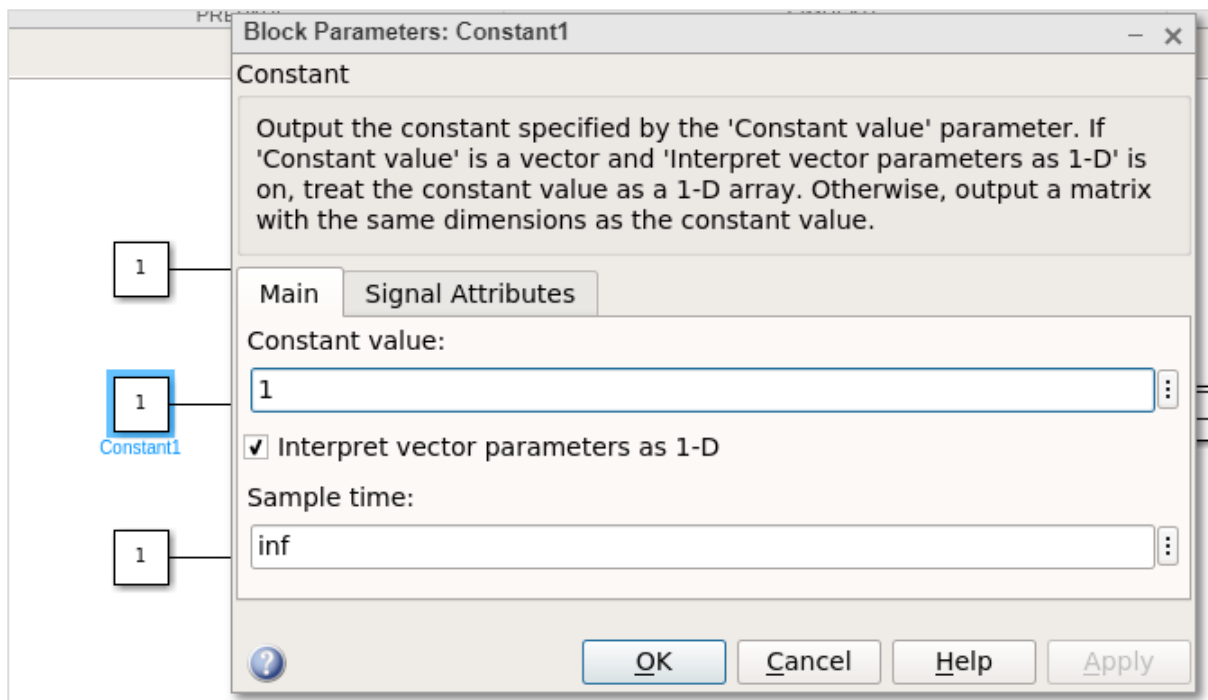 Block Parameters: Constant1
Constant
Output the constant specified by the 'Constant value' parameter. If
'Constant value' is a vector and 'Interpret vector parameters as 1-D' is
on, treat the constant value as a 1-D array. Otherwise, output a matrix
with the same dimensions as the constant value.
1
Main
Signal Attributes
Constant value:
1
1
Constant1
Interpret vector parameters as 1-D
Sample time:
inf
1
OK
Cancel
Help
Apply